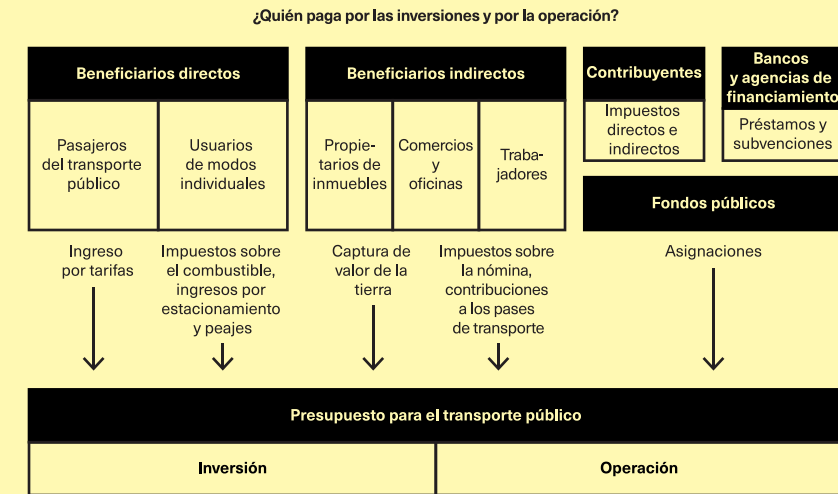 ¿Quién paga por las inversiones y por la operación?
Beneficiarios directos
Beneficiarios indirectos
Contribuyentes
Bancos
y agencias de
financiamiento
Pasajeros
del transporte
público
Usuarios
de modos
individuales
Propie-
tarios de
inmuebles
Comercios
y
oficinas
Traba-
jadores
Impuestos
directos e
indirectos
Préstamos y
subvenciones
Fondos públicos
Ingreso
por tarifas
Impuestos sobre
el combustible,
ingresos por
estacionamiento
y peajes
Captura de
valor de la
tierra
Impuestos sobre
la nómina,
contribuciones
a los pases
de transporte
Asignaciones
Presupuesto para el transporte público
Inversión
Operación